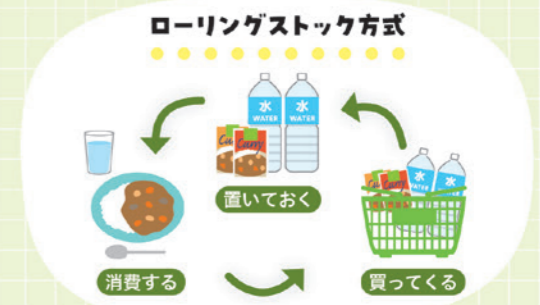 ローリングストック方式
水 水
WATER WATER
Curry
置いておく
水 水
WATER
Curry
消費する
買ってくる